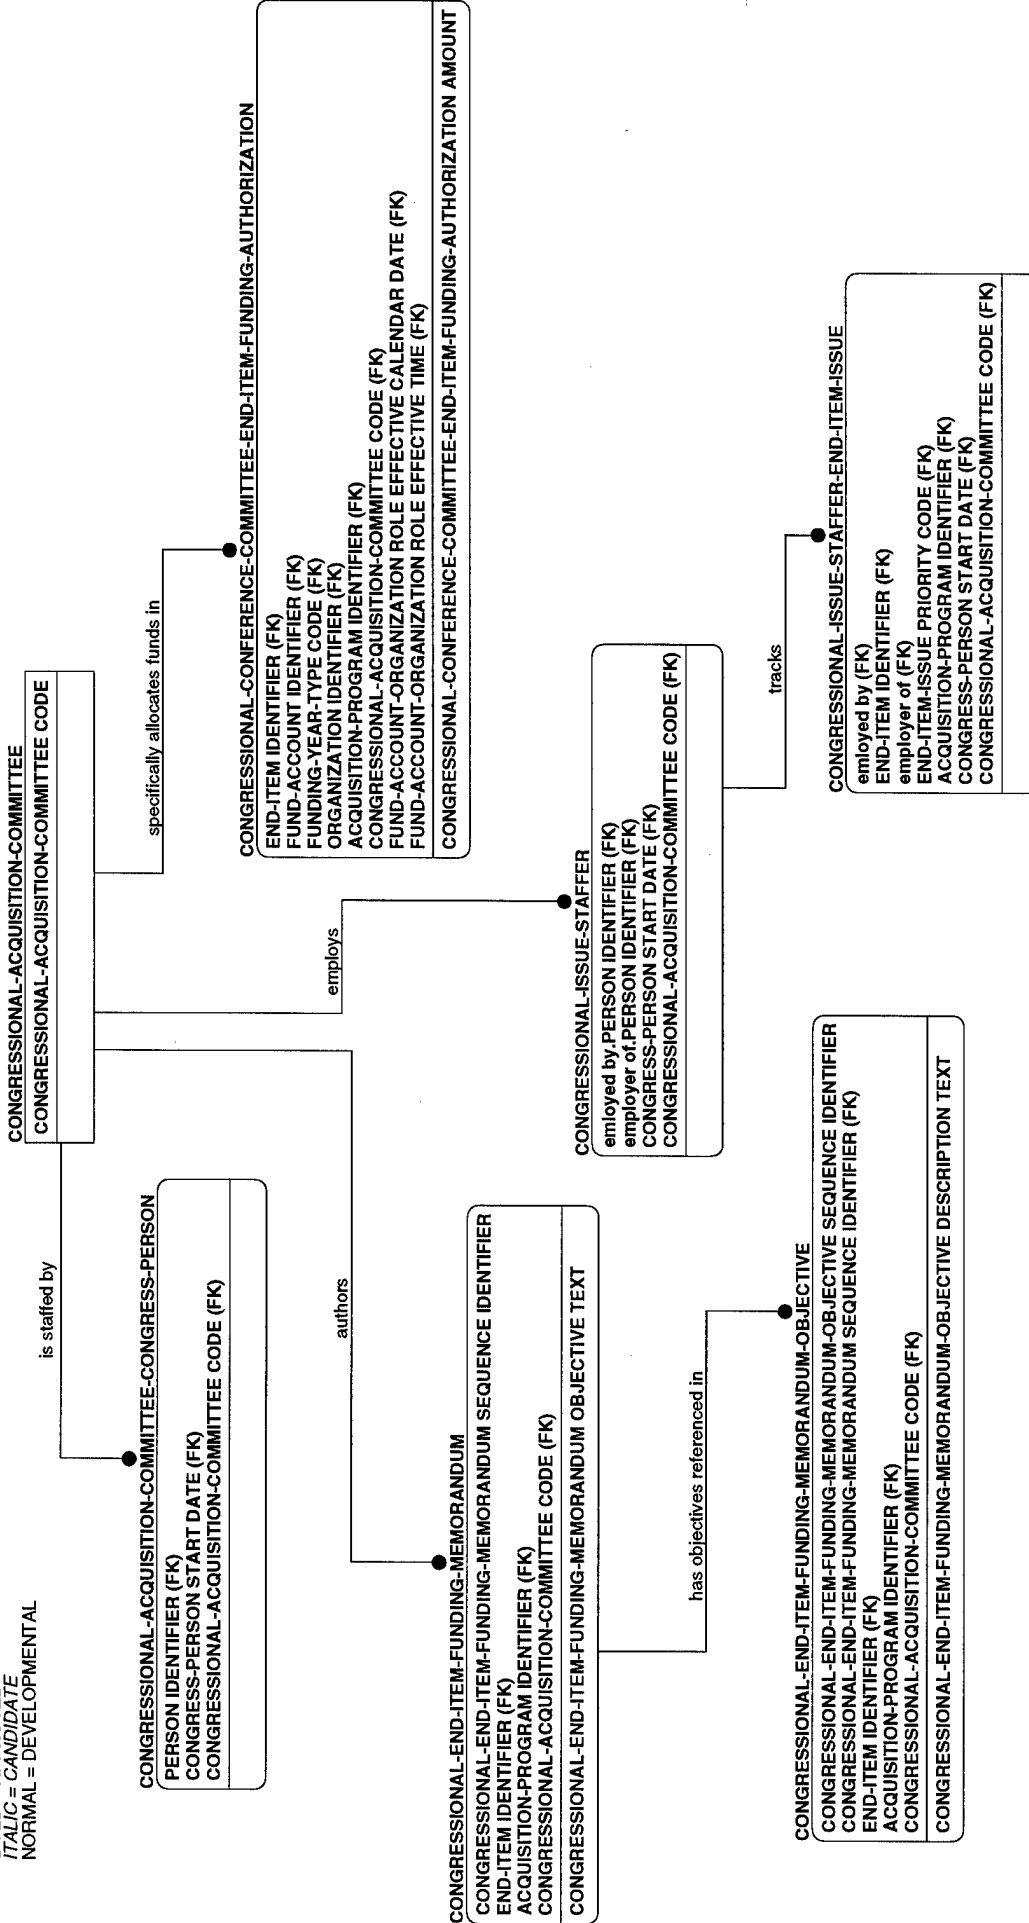 ITALIC = CANDIDATE
NORMAL = DEVELOPMENTAL
CONGRESSIONAL-ACQUISITION-COMMITTEE
CONGRESSIONAL-ACQUISITION-COMMITTEE CODE
is staffed by
CONGRESSIONAL-ACQUISITION-COMMITTEE-CONGRESS-PERSON
PERSON IDENTIFIER (FK)
CONGRESS-PERSON START DATE (FK)
CONGRESSIONAL-ACQUISITION-COMMITTEE CODE (FK)
specifically allocates funds in
CONGRESSIONAL-CONFERENCE-COMMITTEE-END-ITEM-FUNDING-AUTHORIZATION
END-ITEM IDENTIFIER (FK)
FUND-ACCOUNT IDENTIFIER (FK)
FUNDING-YEAR-TYPE CODE (FK)
ORGANIZATION IDENTIFIER (FK)
ACQUISITION-PROGRAM IDENTIFIER (FK)
CONGRESSIONAL-ACQUISITION-COMMITTEE CODE (FK)
FUND-ACCOUNT-ORGANIZATION ROLE EFFECTIVE CALENDAR DATE (FK)
FUND-ACCOUNT-ORGANIZATION ROLE EFFECTIVE TIME (FK)
CONGRESSIONAL-CONFERENCE-COMMITTEE-END-ITEM-FUNDING-AUTHORIZATION AMOUNT
authors
employs
CONGRESSIONAL-END-ITEM-FUNDING-MEMORANDUM
CONGRESSIONAL-END-ITEM-FUNDING-MEMORANDUM SEQUENCE IDENTIFIER
END-ITEM IDENTIFIER (FK)
ACQUISITION-PROGRAM IDENTIFIER (FK)
CONGRESSIONAL-ACQUISITION-COMMITTEE CODE (FK)
CONGRESSIONAL-END-ITEM-FUNDING-MEMORANDUM OBJECTIVE TEXT
CONGRESSIONAL-ISSUE-STAFFER
emloyed by.PERSON IDENTIFIER (FK)
employer of.PERSON IDENTIFIER (FK)
CONGRESS-PERSON START DATE (FK)
CONGRESSIONAL-ACQUISITION-COMMITTEE CODE (FK)
has objectives referenced in
tracks
CONGRESSIONAL-END-ITEM-FUNDING-MEMORANDUM-OBJECTIVE
CONGRESSIONAL-END-ITEM-FUNDING-MEMORANDUM-OBJECTIVE SEQUENCE IDENTIFIER
CONGRESSIONAL-END-ITEM-FUNDING-MEMORANDUM SEQUENCE IDENTIFIER (FK)
END-ITEM IDENTIFIER (FK)
ACQUISITION-PROGRAM IDENTIFIER (FK)
CONGRESSIONAL-ACQUISITION-COMMITTEE CODE (FK)
CONGRESSIONAL-END-ITEM-FUNDING-MEMORANDUM-OBJECTIVE DESCRIPTION TEXT
CONGRESSIONAL-ISSUE-STAFFER-END-ITEM-ISSUE
emloyed by (FK)
END-ITEM IDENTIFIER (FK)
employer of (FK)
END-ITEM-ISSUE PRIORITY CODE (FK)
ACQUISITION-PROGRAM IDENTIFIER (FK)
CONGRESS-PERSON START DATE (FK)
CONGRESSIONAL-ACQUISITION-COMMITTEE CODE (FK)